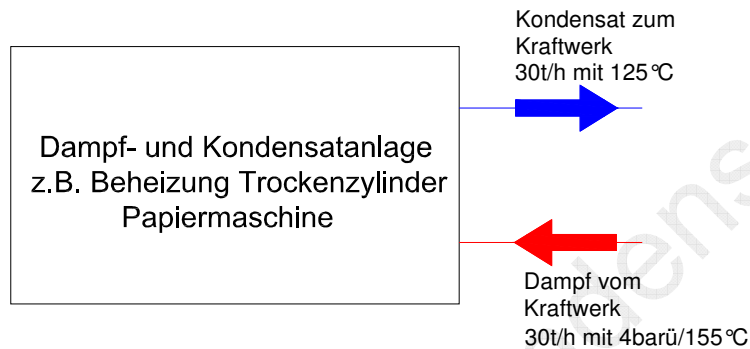 Kondensat zum
Kraftwerk
30t/h mit 125°C
Dampf- und Kondensatanlage
z.B. Beheizung Trockenzylinder
Papiermaschine
Dampf vom
Kraftwerk
30t/h mit 4barü/155°C